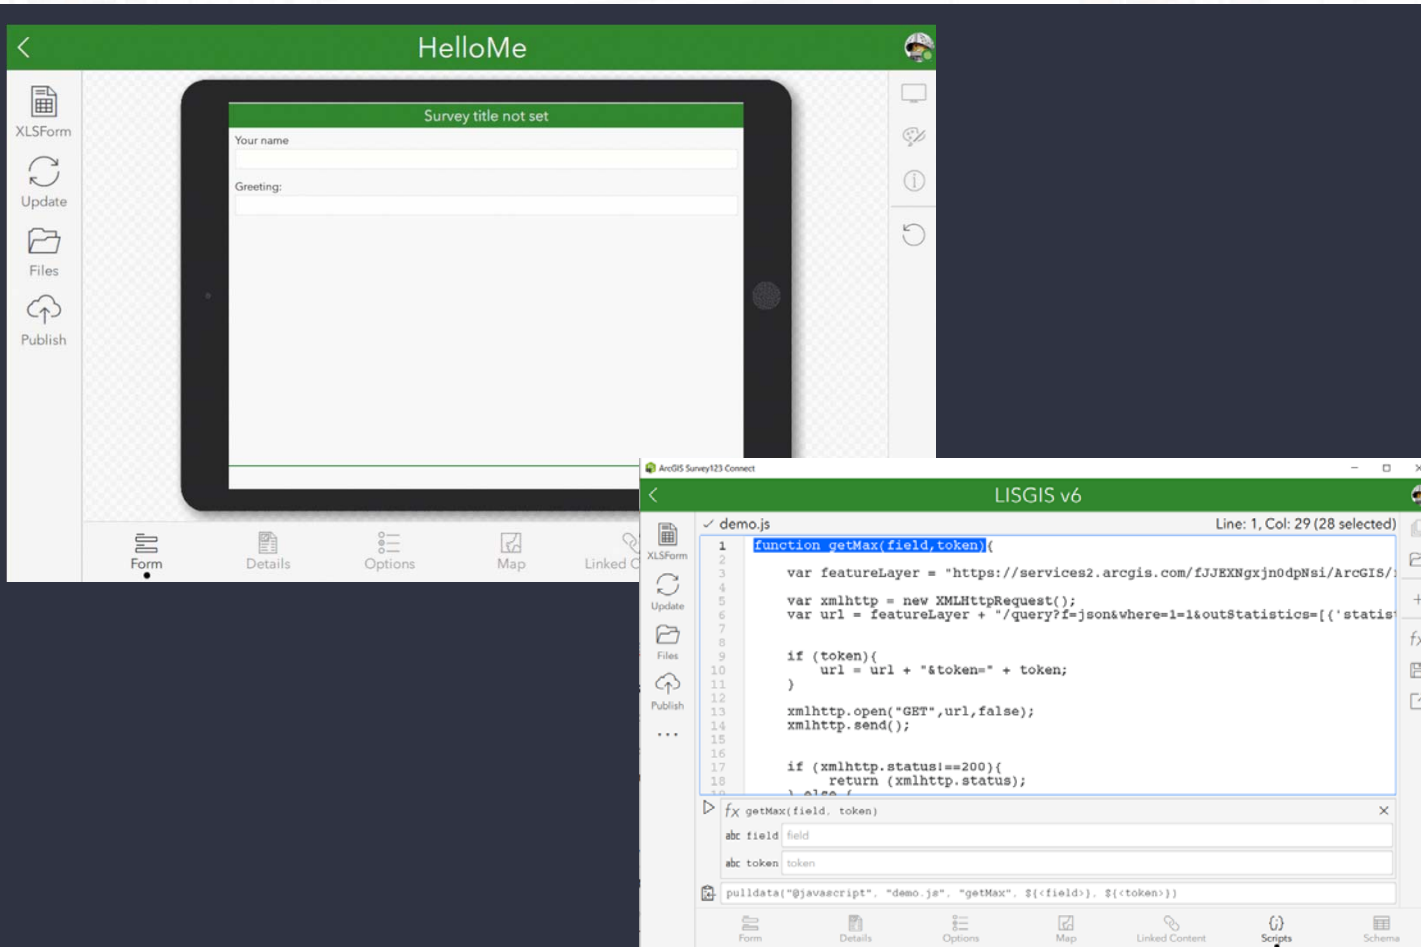 HelloMe
XLSForm
Update
Files
Publish
Survey title not set
Your name
Greeting:
Form
Details
Options
Map
Linked C
ArcGIS Survey123 Connect
LISGIS v6
XLSForm
Update
Files
Publish
demo.js
Line: 1, Col: 29 (28 selected)
1 function getMax(field,token){
2
3 var featureLayer = "https://services2.arcgis.com/fJJEXNgxjn0dpNsi/ArcGIS/
4
5 var xmlhttp = new XMLHttpRequest();
6 var url = featureLayer + "/query?f=json&where=1=1&outStatistics=[{'statis
7
8
9 if (token){
10 url = url + "&token=" + token;
11 }
12
13 xmlhttp.open("GET",url,false);
14 xmlhttp.send();
15
16
17 if (xmlhttp.status!==200){
18 return (xmlhttp.status);
19 } else {
fx getMax(field, token)
abc field field
abc token token
pulldata("@javascript", "demo.js", "getMax", ${<field>}, ${<token>})
Form
Details
Options
Map
Linked Content
Scripts
Schema